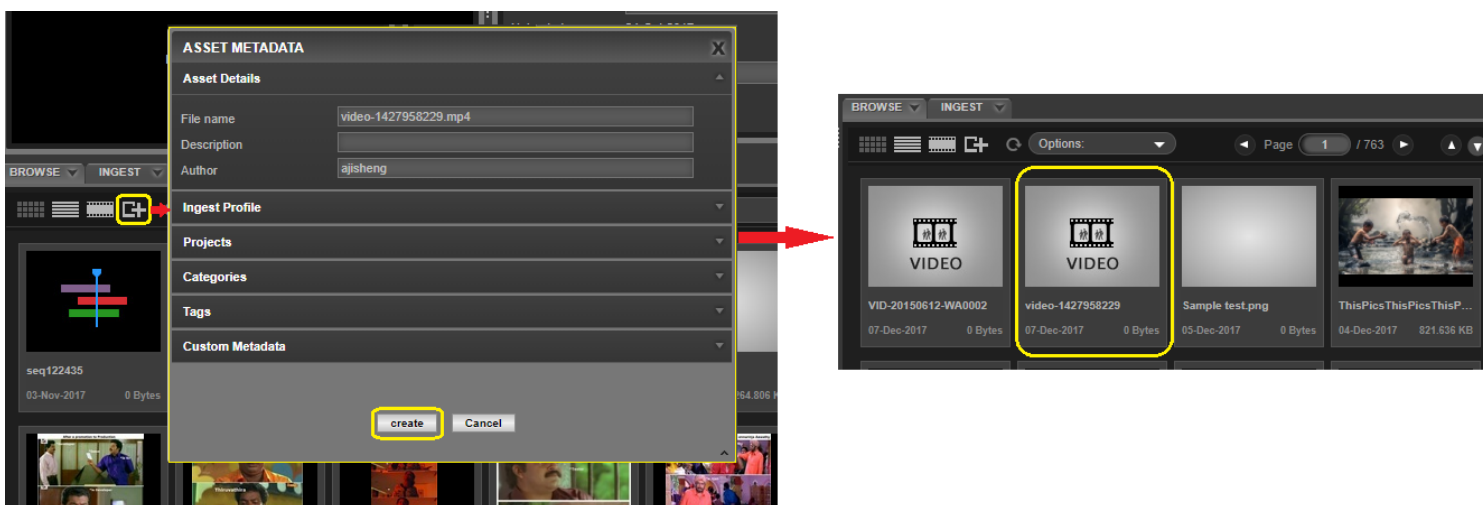 ASSET METADATA
X
Asset Details
File name
video-1427958229.mp4
Description
Author
ajisheng
Ingest Profile
Projects
Categories
Tags
Custom Metadata
create
Cancel
BROWSE
INGEST
seq122435
03-Nov-2017
0 Bytes
264.806 K
Thiruvathira
BROWSE
INGEST
Options:
Page
1
/ 763
VIDEO
VID-20150612-WA0002
07-Dec-2017
0 Bytes
VIDEO
video-1427958229
07-Dec-2017
0 Bytes
Sample test.png
05-Dec-2017
0 Bytes
ThisPicsThisPicsThisP...
04-Dec-2017
821.636 KB